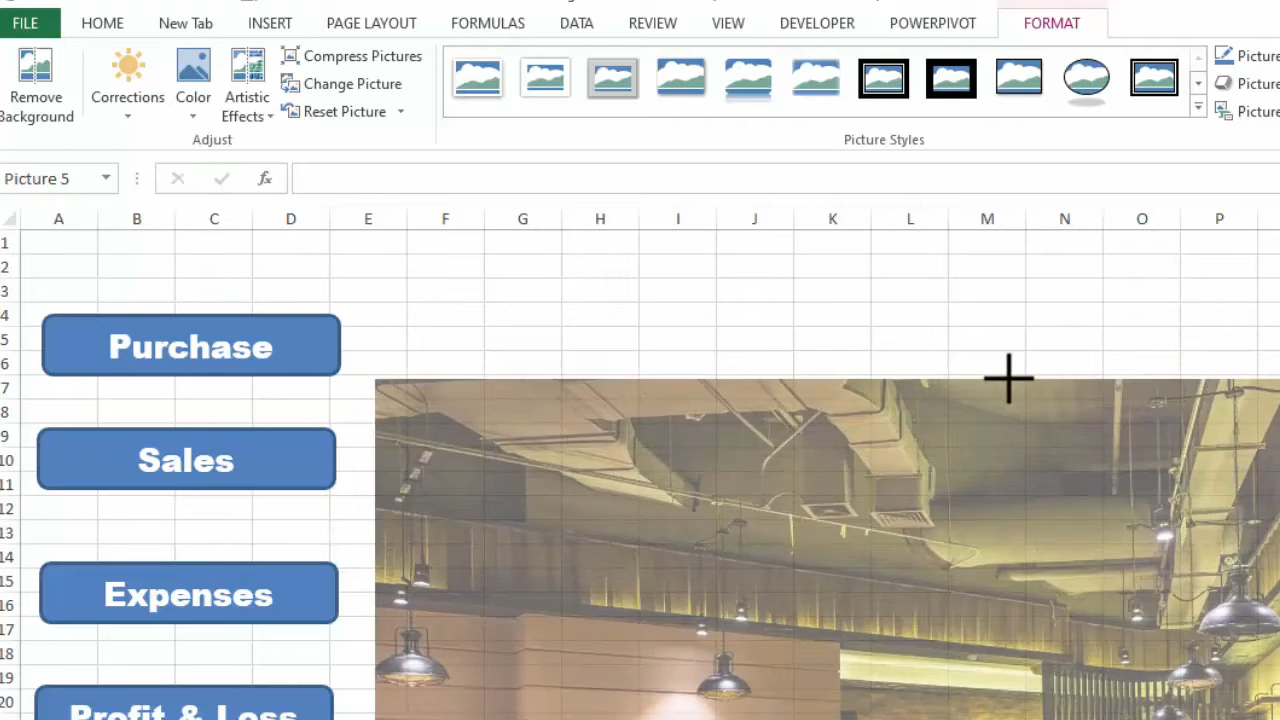 FILE HOME New Tab INSERT PAGE LAYOUT FORMULAS DATA REVIEW VIEW DEVELOPER POWERPIVOT FORMAT
Remove Background
Corrections
Color
Artistic Effects
Compress Pictures
Change Picture
Reset Picture
Picture
Picture
Picture
Adjust
Picture Styles
Picture 5
fx
A B C D E F G H I J K L M N O P
1
2
3
4
5
6
7
8
9
10
11
12
13
14
15
16
17
18
19
20
Purchase
Sales
Expenses
Profit & Loss